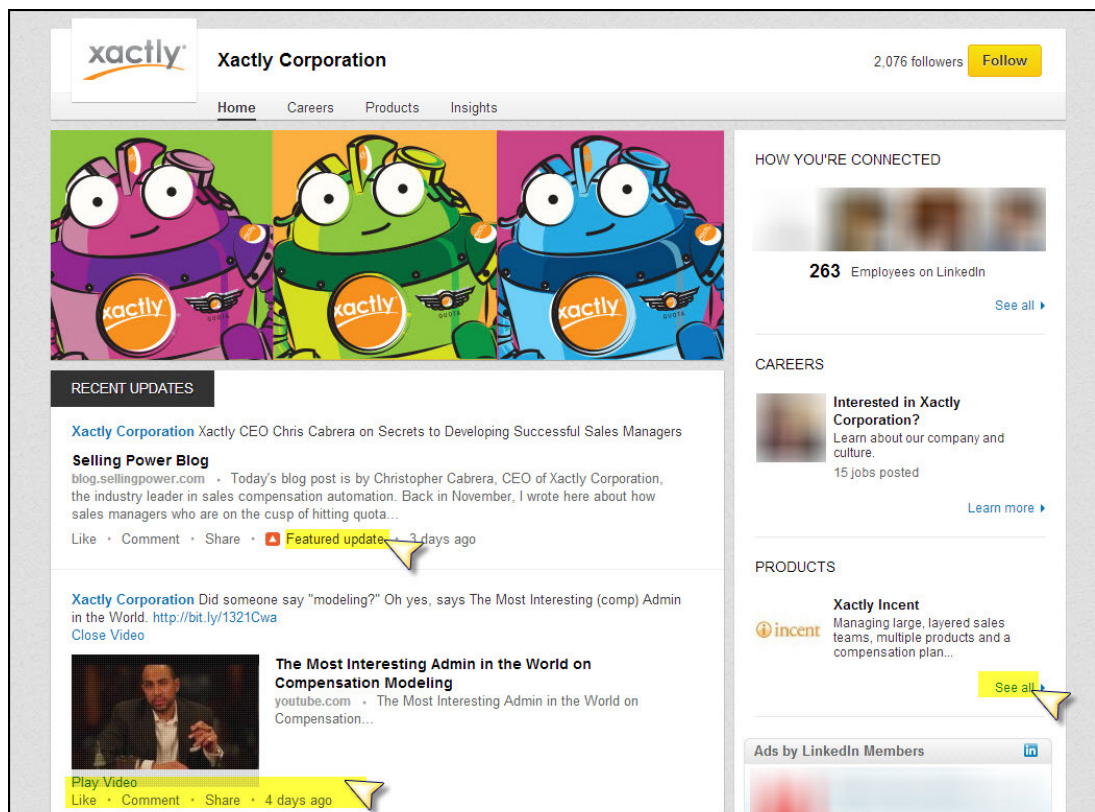 xactly
Xactly Corporation
2,076 followers
Follow
Home
Careers
Products
Insights
xactly
QUOTA
xactly
QUOTA
xactly
QUOTA
RECENT UPDATES
Xactly Corporation Xactly CEO Chris Cabrera on Secrets to Developing Successful Sales Managers
Selling Power Blog
blog.sellingpower.com • Today's blog post is by Christopher Cabrera, CEO of Xactly Corporation,
the industry leader in sales compensation automation. Back in November, I wrote here about how
sales managers who are on the cusp of hitting quota...
Like • Comment • Share • Featured update • 3 days ago
Xactly Corporation Did someone say "modeling?" Oh yes, says The Most Interesting (comp) Admin
in the World. http://bit.ly/1321Cwa
Close Video
The Most Interesting Admin in the World on
Compensation Modeling
youtube.com • The Most Interesting Admin in the World on
Compensation...
Play Video
Like • Comment • Share • 4 days ago
HOW YOU'RE CONNECTED
263 Employees on LinkedIn
See all
CAREERS
Interested in Xactly
Corporation?
Learn about our company and
culture.
15 jobs posted
Learn more
PRODUCTS
incent
Xactly Incent
Managing large, layered sales
teams, multiple products and a
compensation plan...
See all
Ads by LinkedIn Members
in